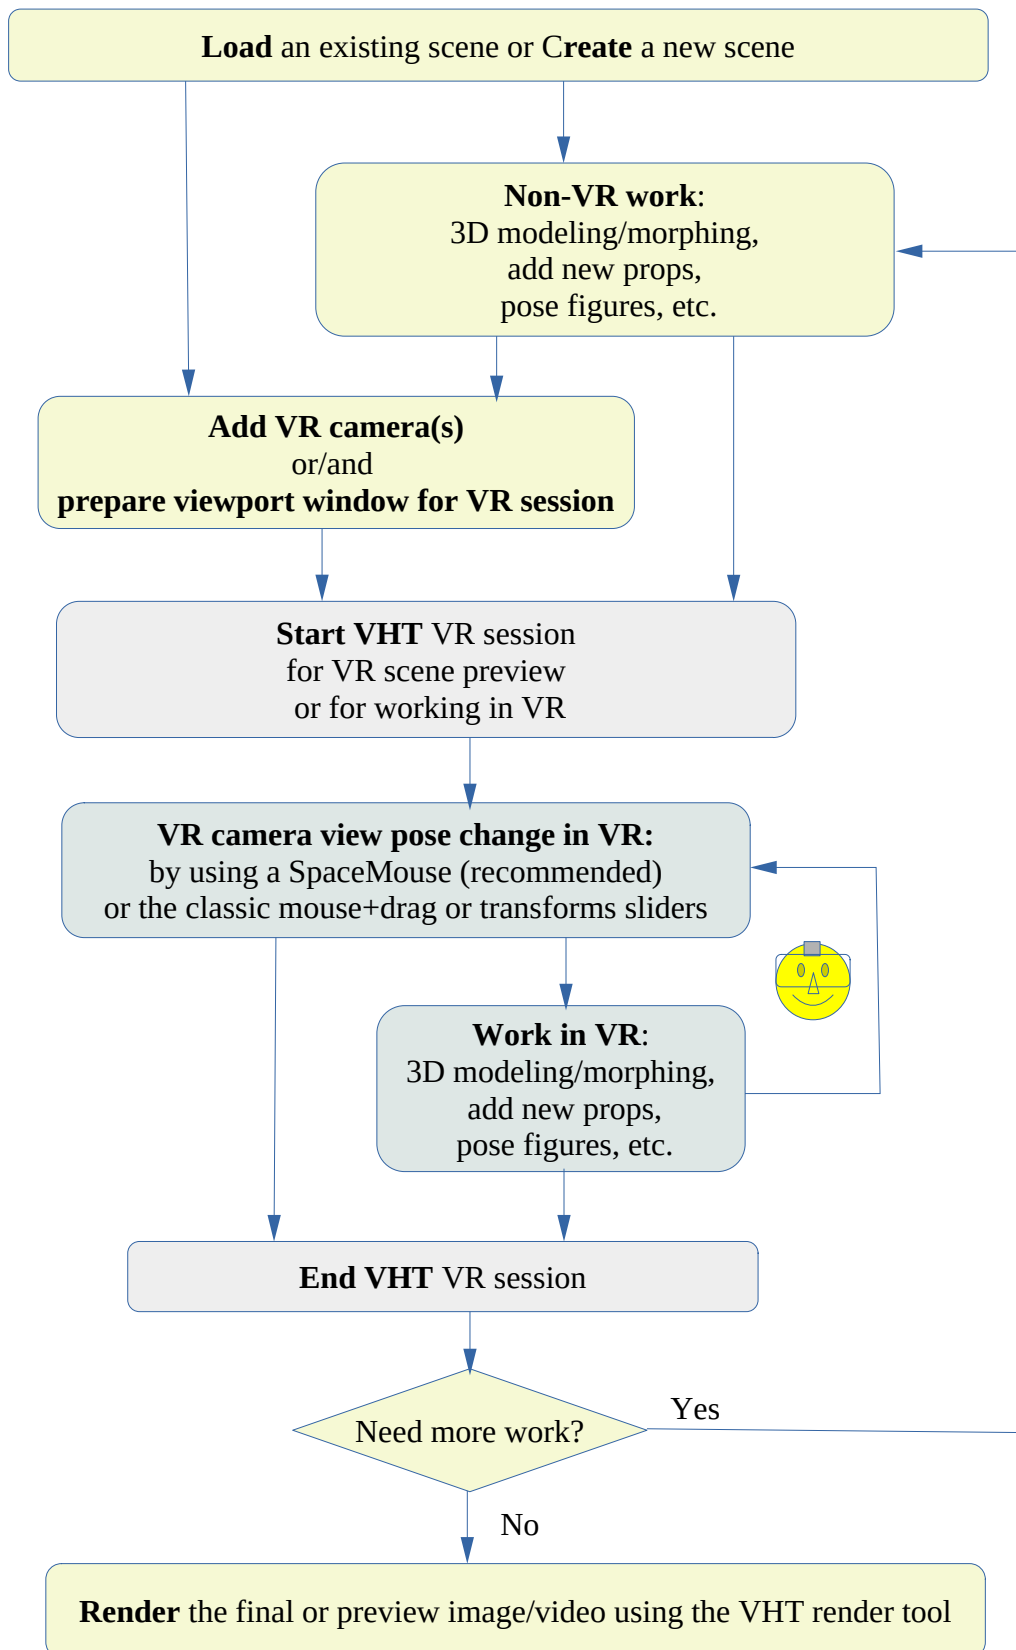 Load an existing scene or Create a new scene
Non-VR work:
3D modeling/morphing,
add new props,
pose figures, etc.
Add VR camera(s)
or/and
prepare viewport window for VR session
Start VHT VR session
for VR scene preview
or for working in VR
VR camera view pose change in VR:
by using a SpaceMouse (recommended)
or the classic mouse+drag or transforms sliders
Work in VR:
3D modeling/morphing,
add new props,
pose figures, etc.
End VHT VR session
Need more work?
Yes
No
Render the final or preview image/video using the VHT render tool